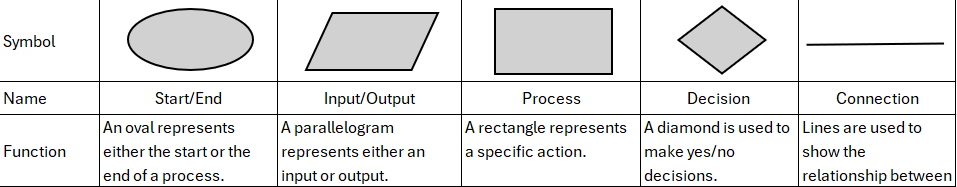 Symbol
Name Start/End Input/Output Process Decision Connection
Function
An oval represents
either the start or the
end of a process.
A parallelogram
represents either an
input or output.
A rectangle represents
a specific action.
A diamond is used to
make yes/no
decisions.
Lines are used to
show the
relationship between